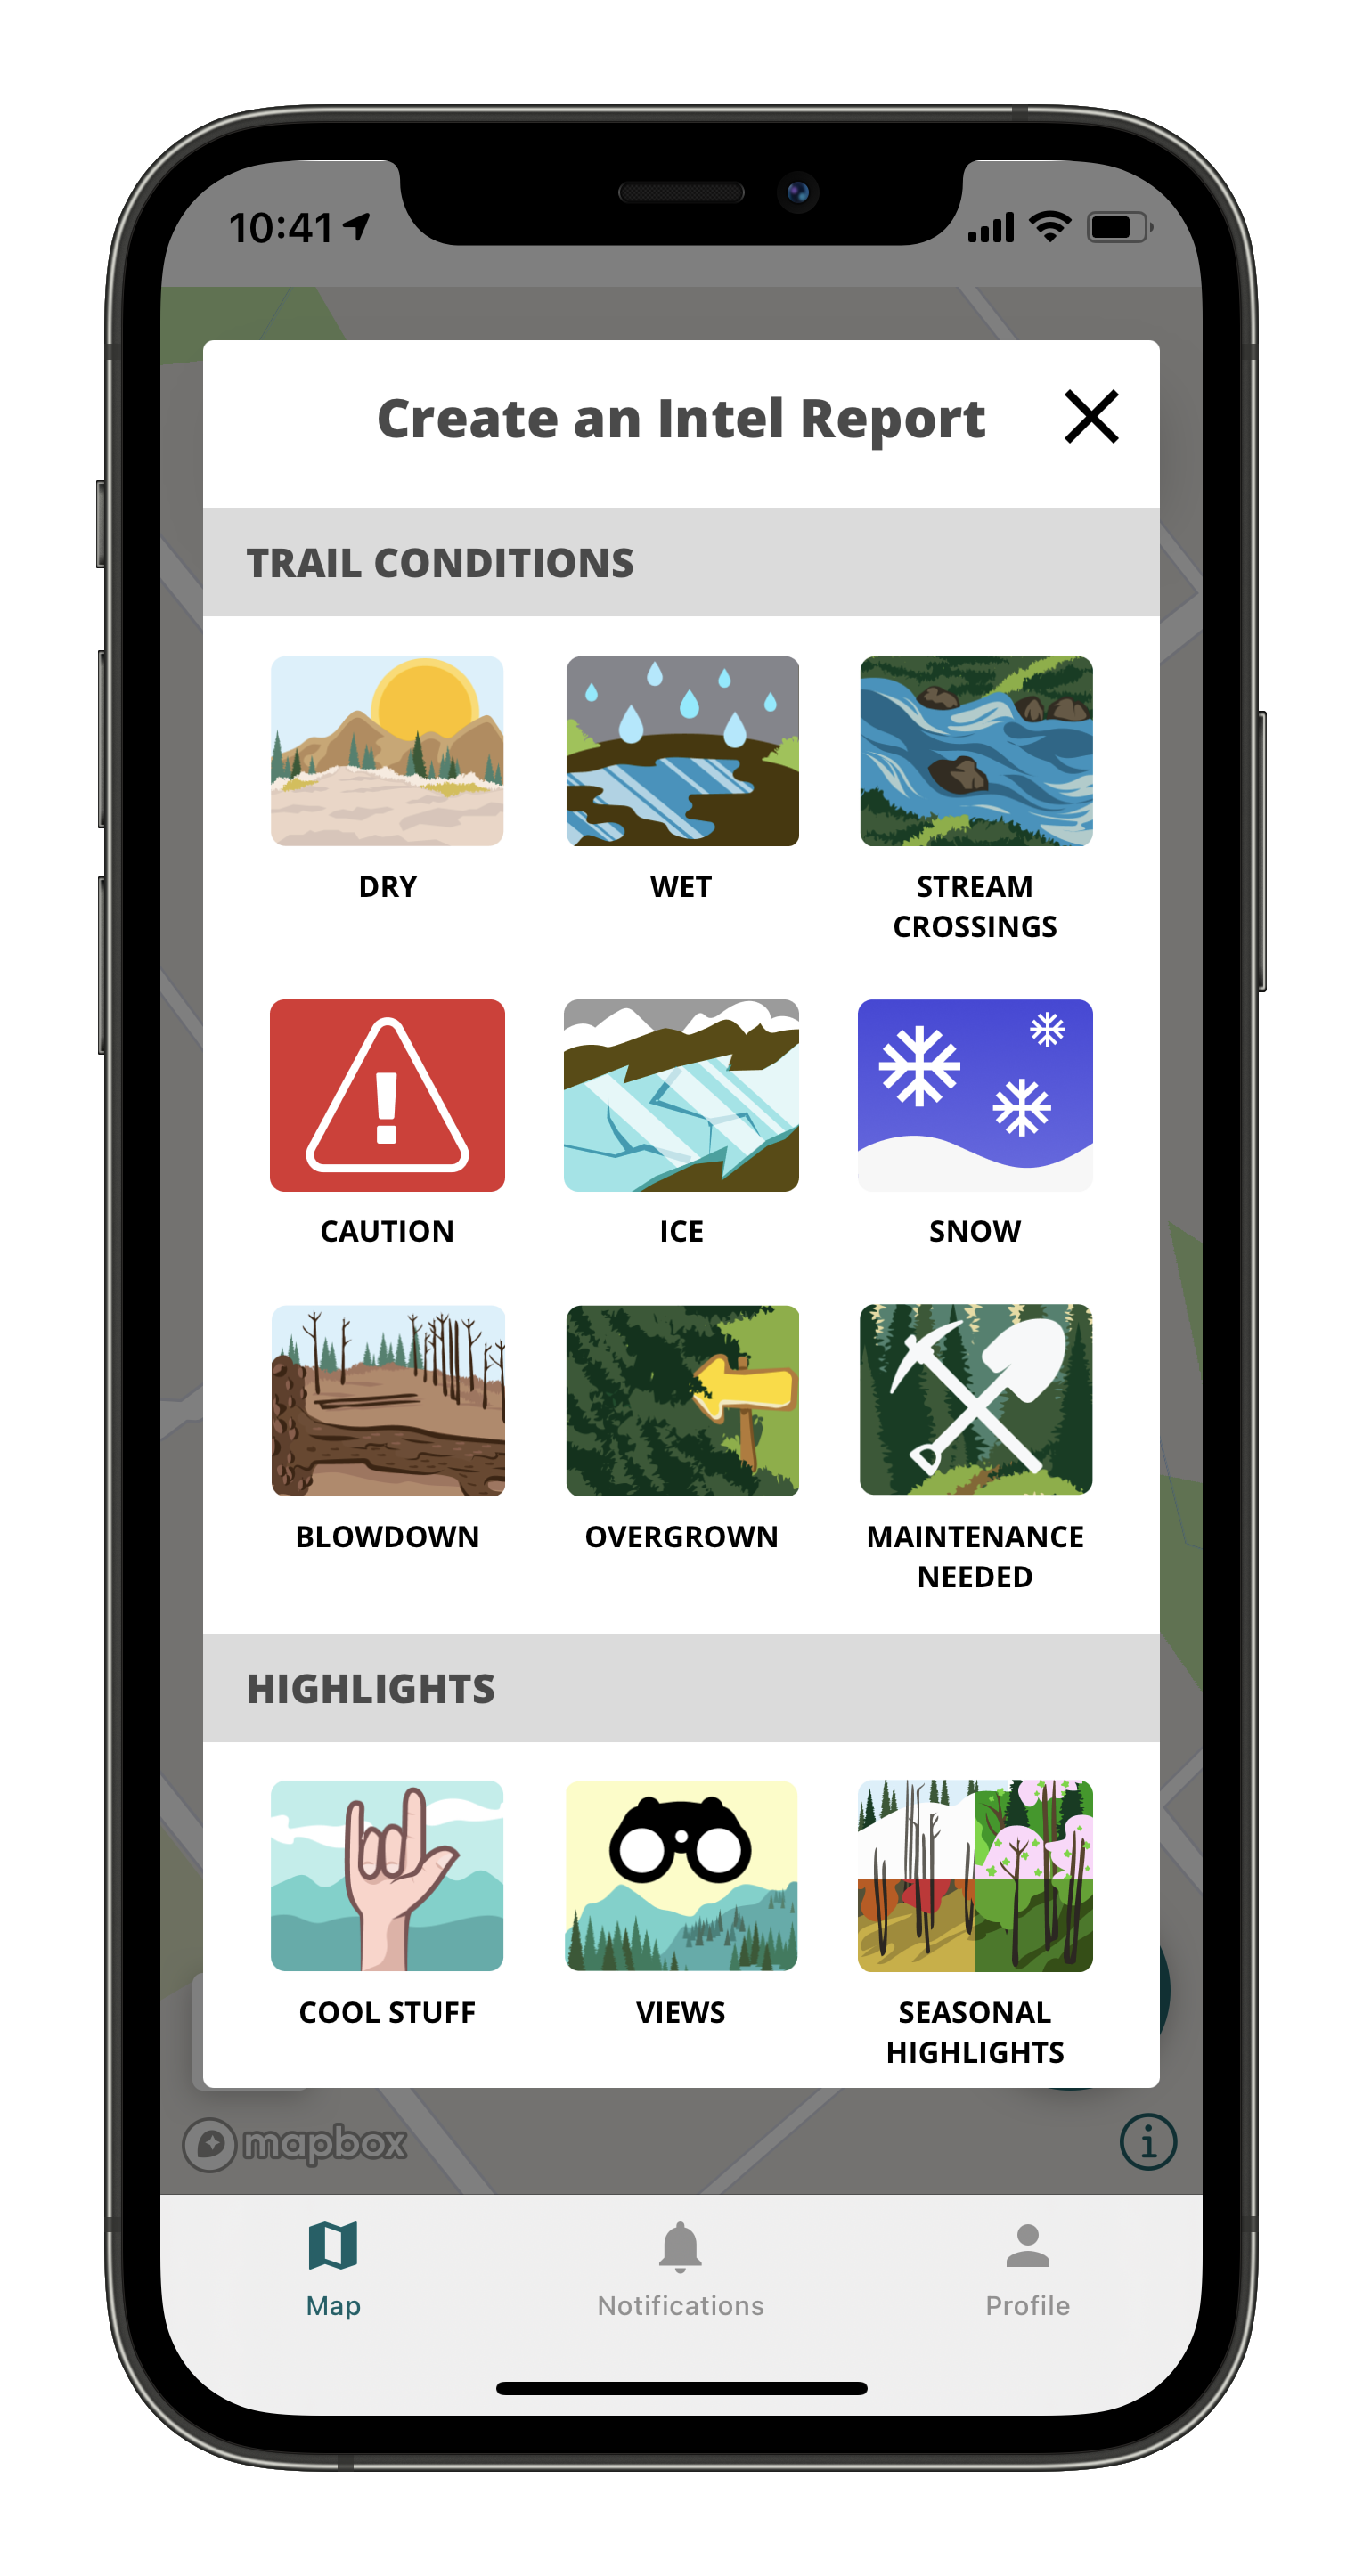 10:41
Create an Intel Report
TRAIL CONDITIONS
DRY
WET
STREAM
CROSSINGS
CAUTION
ICE
SNOW
BLOWDOWN
OVERGROWN
MAINTENANCE
NEEDED
HIGHLIGHTS
COOL STUFF
VIEWS
SEASONAL
HIGHLIGHTS
mapbox
Map
Notifications
Profile